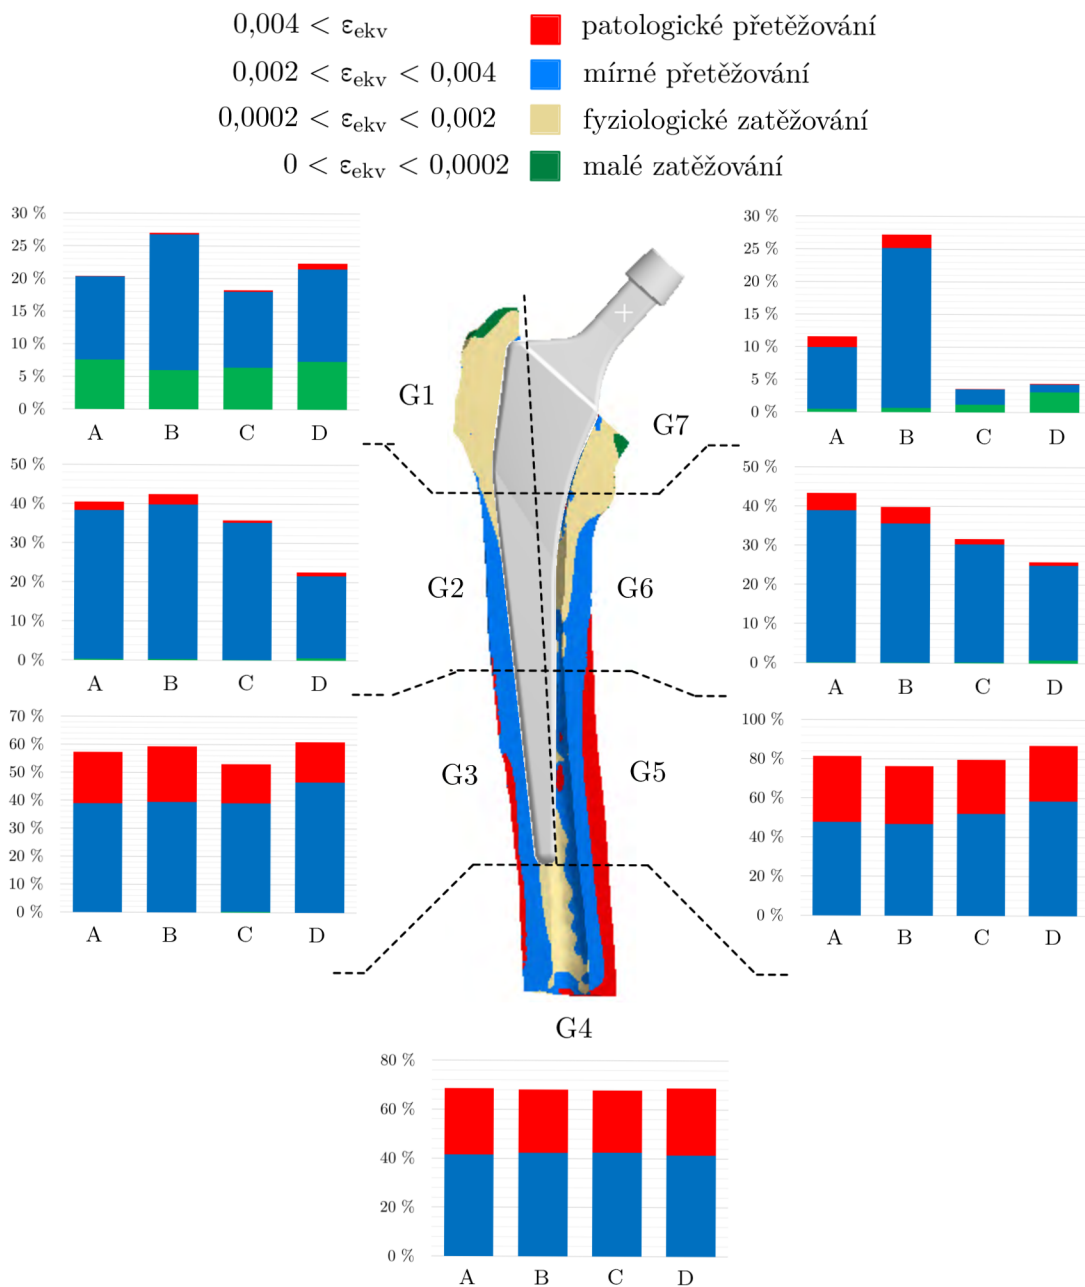 0,004 < εekv patologické přetěžování
0,002 < εekv < 0,004 mírné přetěžování
0,0002 < εekv < 0,002 fyziologické zatěžování
0 < εekv < 0,0002 malé zatěžování
30 %
25 %
20 %
15 %
10 %
5 %
0 %
A B C D
30 %
25 %
20 %
15 %
10 %
5 %
0 %
A B C D
G1
G7
50 %
40 %
30 %
20 %
10 %
0 %
A B C D
50 %
40 %
30 %
20 %
10 %
0 %
A B C D
G2
G6
70 %
60 %
50 %
40 %
30 %
20 %
10 %
0 %
A B C D
100 %
80 %
60 %
40 %
20 %
0 %
A B C D
G3
G5
G4
80 %
60 %
40 %
20 %
0 %
A B C D